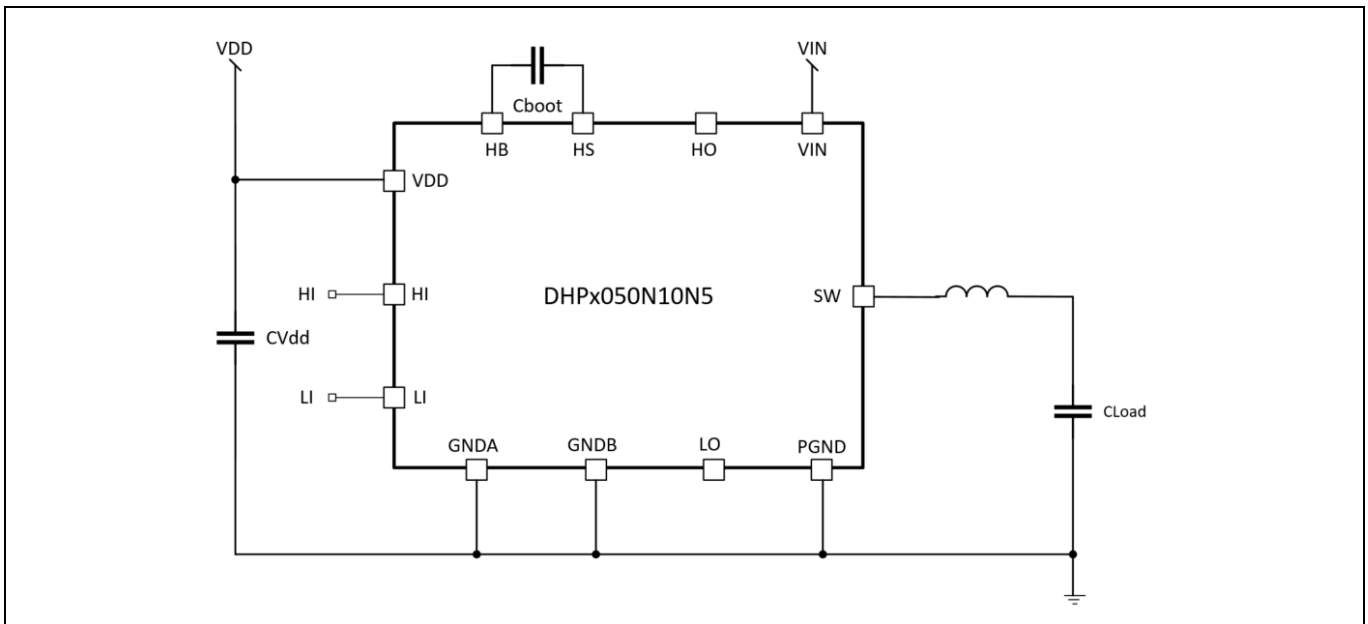 VDD
VIN
Cboot
HB
HS
HO
VIN
VDD
HI
HI
DHPx050N10N5
SW
CVdd
LI
LI
CLoad
GNDA
GNDB
LO
PGND